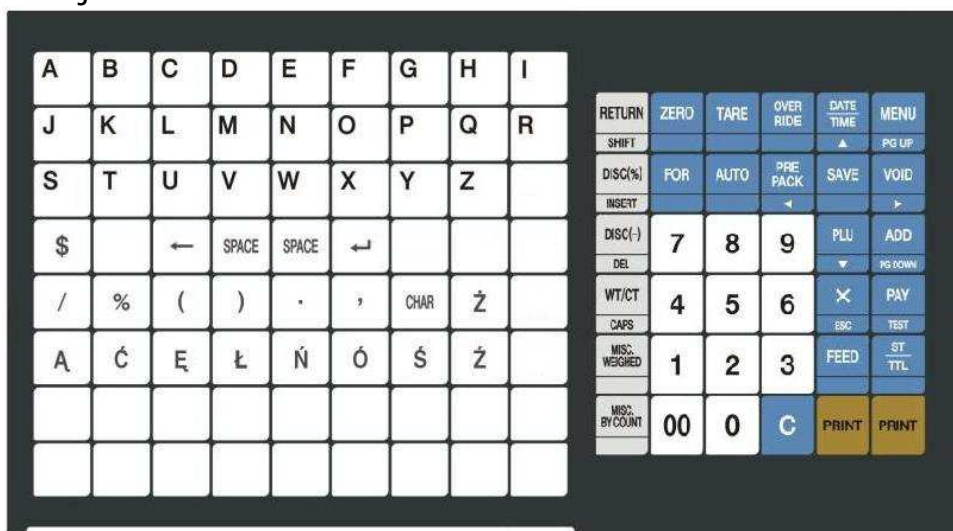 A B C D E F G H I
J K L M N O P Q R
S T U V W X Y Z
$ ← SPACE SPACE ↵
/ % ( ) . , CHAR Ż
Ą Ć Ę Ł Ń Ó Ś Ź
RETURN ZERO TARE OVER RIDE DATE TIME MENU
SHIFT ▲ PG UP
DISC(%) FOR AUTO PRE PACK SAVE VOID
INSERT ◄ ►
DISC(-) 7 8 9 PLU ADD
DEL ▼ PG DOWN
WT/CT 4 5 6 X PAY
CAPS ESC TEST
MISC. WEIGHED 1 2 3 FEED ST TTL
MISC. BY COUNT 00 0 C PRINT PRINT